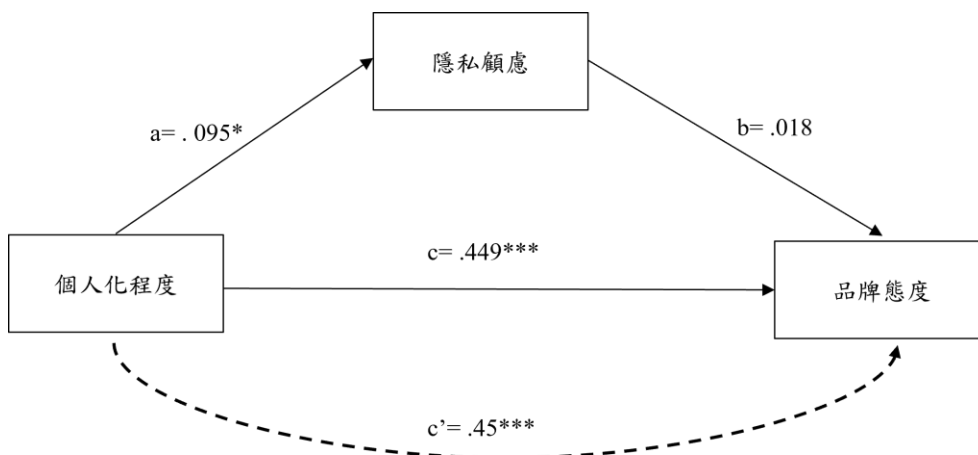 隱私顧慮
a= . 095*
b= .018
個人化程度
c= .449***
品牌態度
c’= .45***